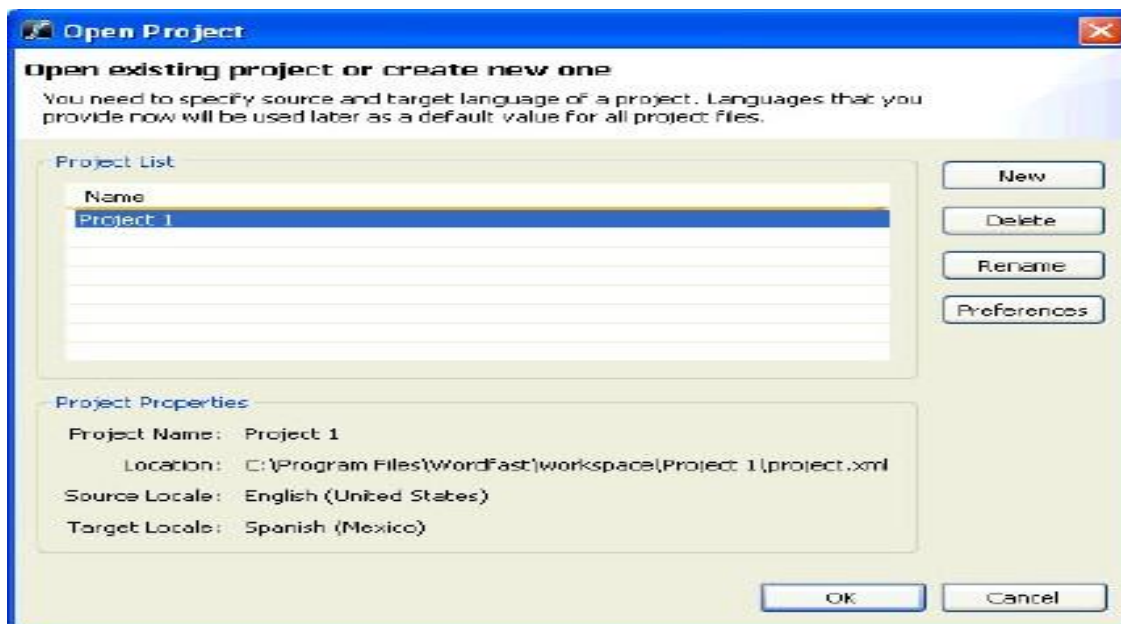 Open Project
Open existing project or create new one
You need to specify source and target language of a project. Languages that you
provide now will be used later as a default value for all project files.
Project List
Name
Project 1
New
Delete
Rename
Preferences
Project Properties
Project Name: Project 1
Location: C:\Program Files\Wordfast\workspace\Project 1\project.xml
Source Locale: English (United States)
Target Locale: Spanish (Mexico)
OK
Cancel